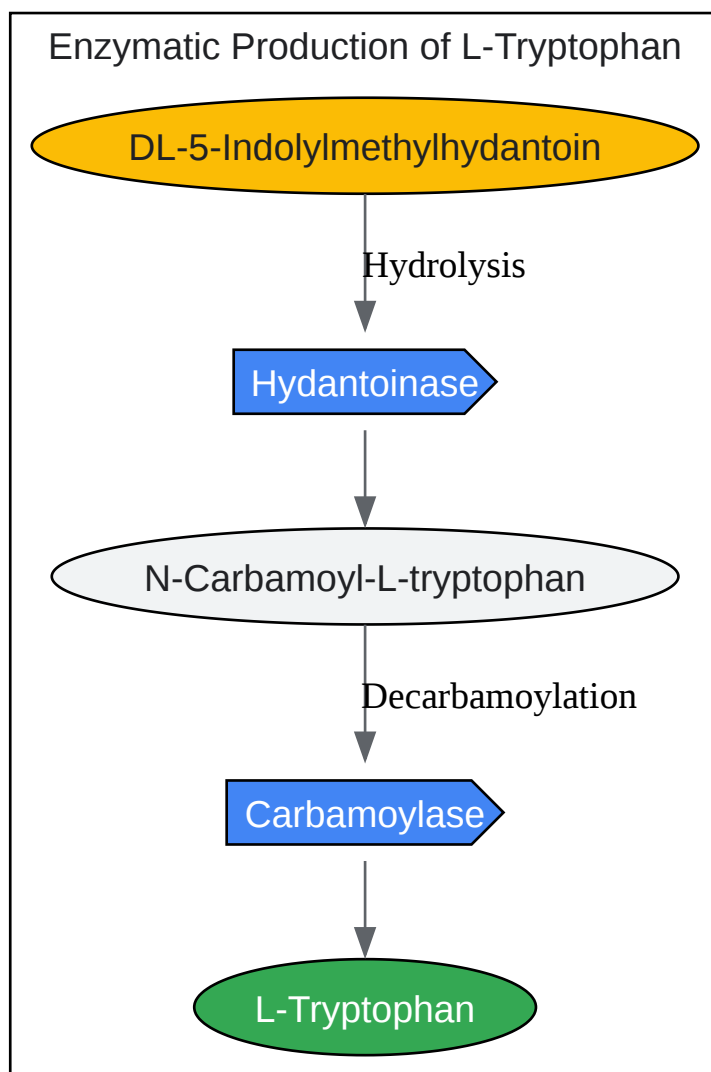 Enzymatic Production of L-Tryptophan
DL-5-Indolylmethylhydantoin
Hydrolysis
Hydantoinase
N-Carbamoyl-L-tryptophan
Decarbamoylation
Carbamoylase
L-Tryptophan